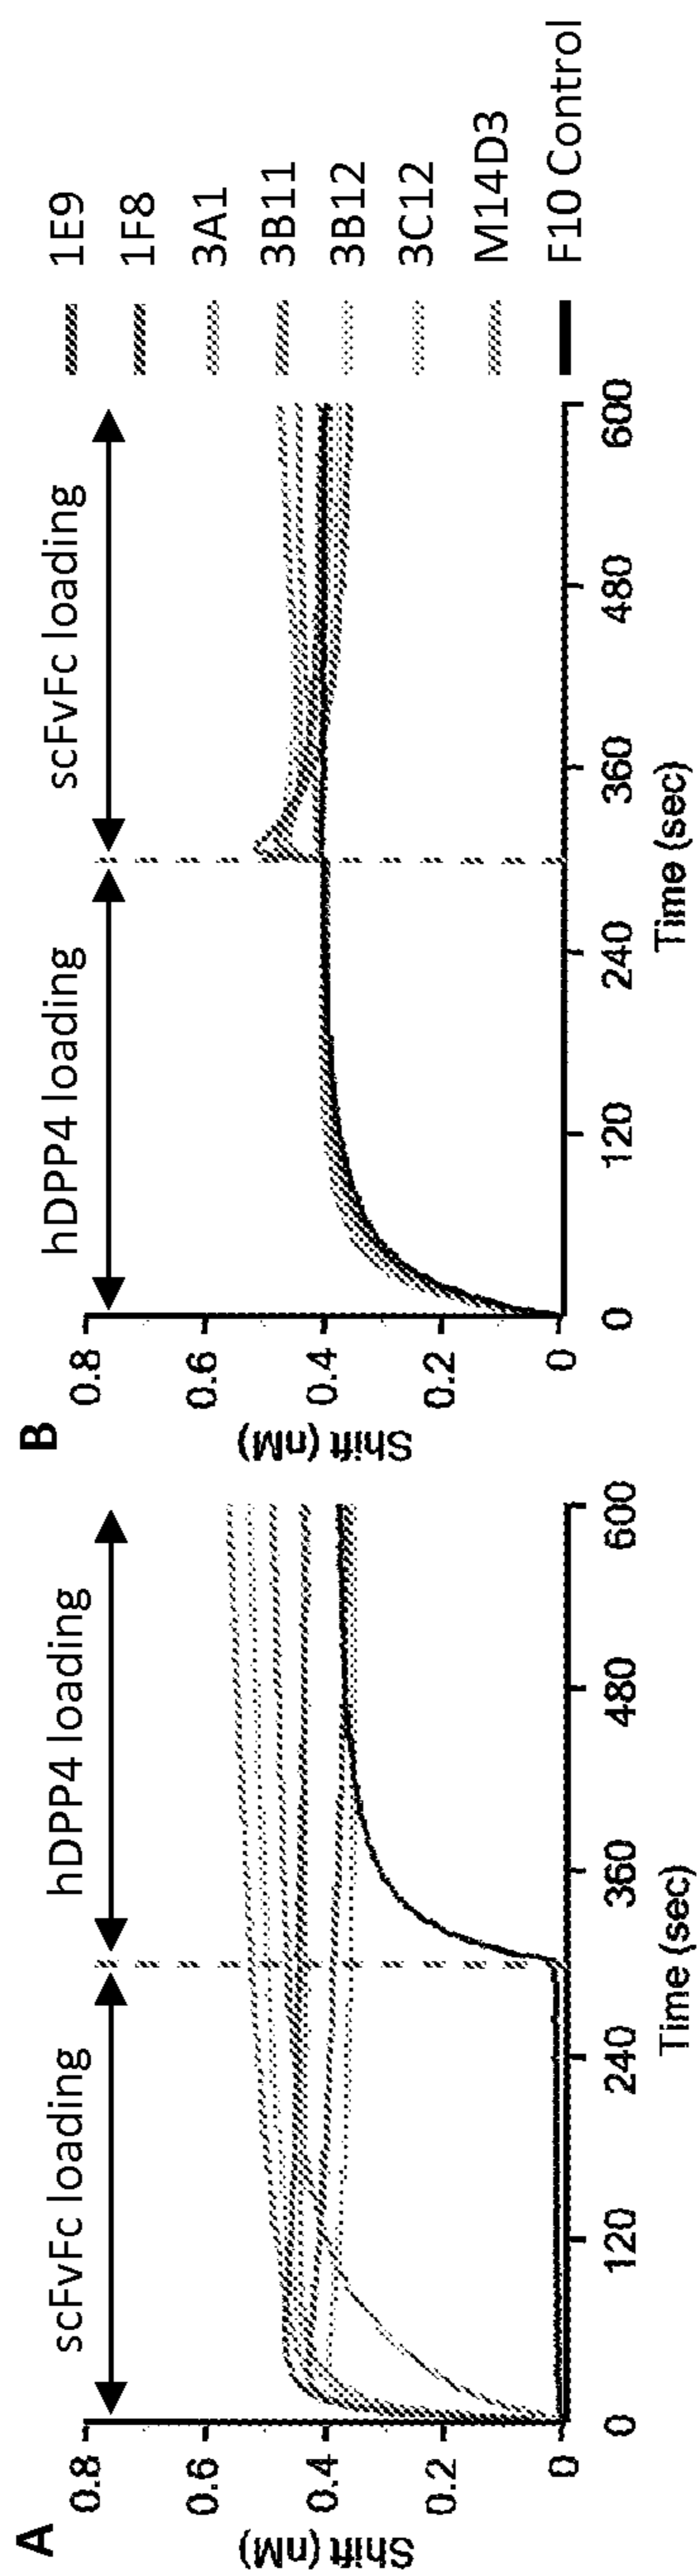 A
scFvFc loading
hDPP4 loading
Shift (nM)
0.8
0.6
0.4
0.2
0
0
120
240
360
480
600
Time (sec)
B
hDPP4 loading
scFvFc loading
Shift (nM)
0.8
0.6
0.4
0.2
0
0
120
240
360
480
600
Time (sec)
1E9
1F8
3A1
3B11
3B12
3C12
M14D3
F10 Control